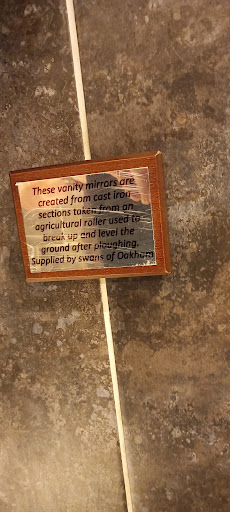 These vanity mirrors are
created from cast iron
sections taken from an
agricultural roller used to
break up and level the
ground after ploughing.
Supplied by swans of Oakham